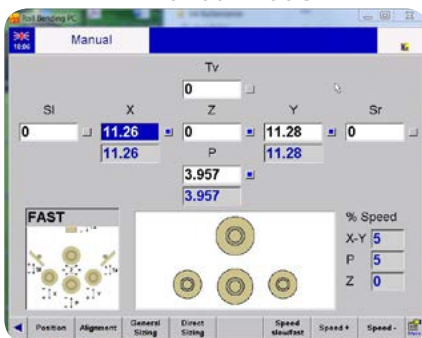 Roll Bending PC
10:06 Manual
Tv
0
Sl X Z Y Sr
0 11.26 0 11.28 0
11.26 P 11.28
3.957
3.957
FAST % Speed
X-Y 5
P 5
Z 0
Position Alignment General Sizing Direct Sizing Speed slow/fast Speed + Speed -